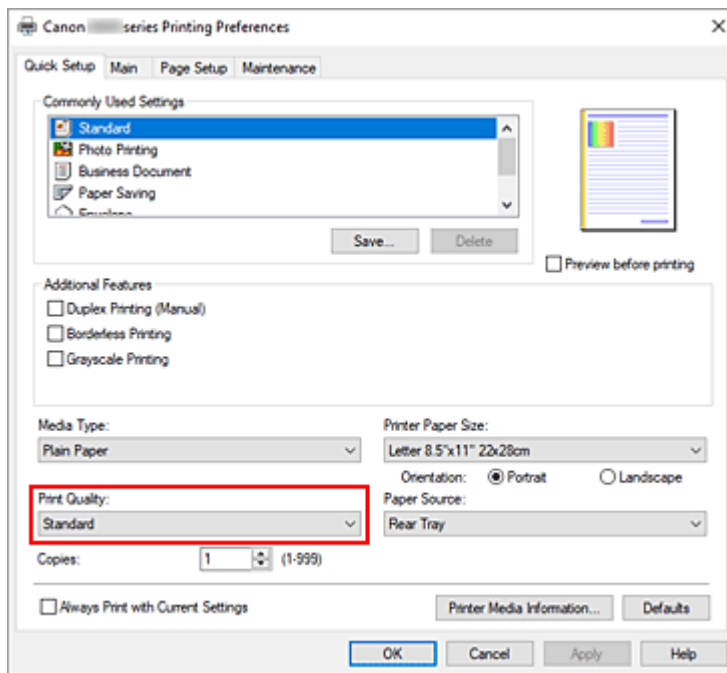 Canon series Printing Preferences
Quick Setup Main Page Setup Maintenance
Commonly Used Settings
Standard
Photo Printing
Business Document
Paper Saving
Envelope
Save... Delete
Preview before printing
Additional Features
Duplex Printing (Manual)
Borderless Printing
Grayscale Printing
Media Type: Printer Paper Size:
Plain Paper Letter 8.5"x11" 22x28cm
Orientation: Portrait Landscape
Print Quality: Paper Source:
Standard Rear Tray
Copies: 1 (1-999)
Always Print with Current Settings Printer Media Information... Defaults
OK Cancel Apply Help